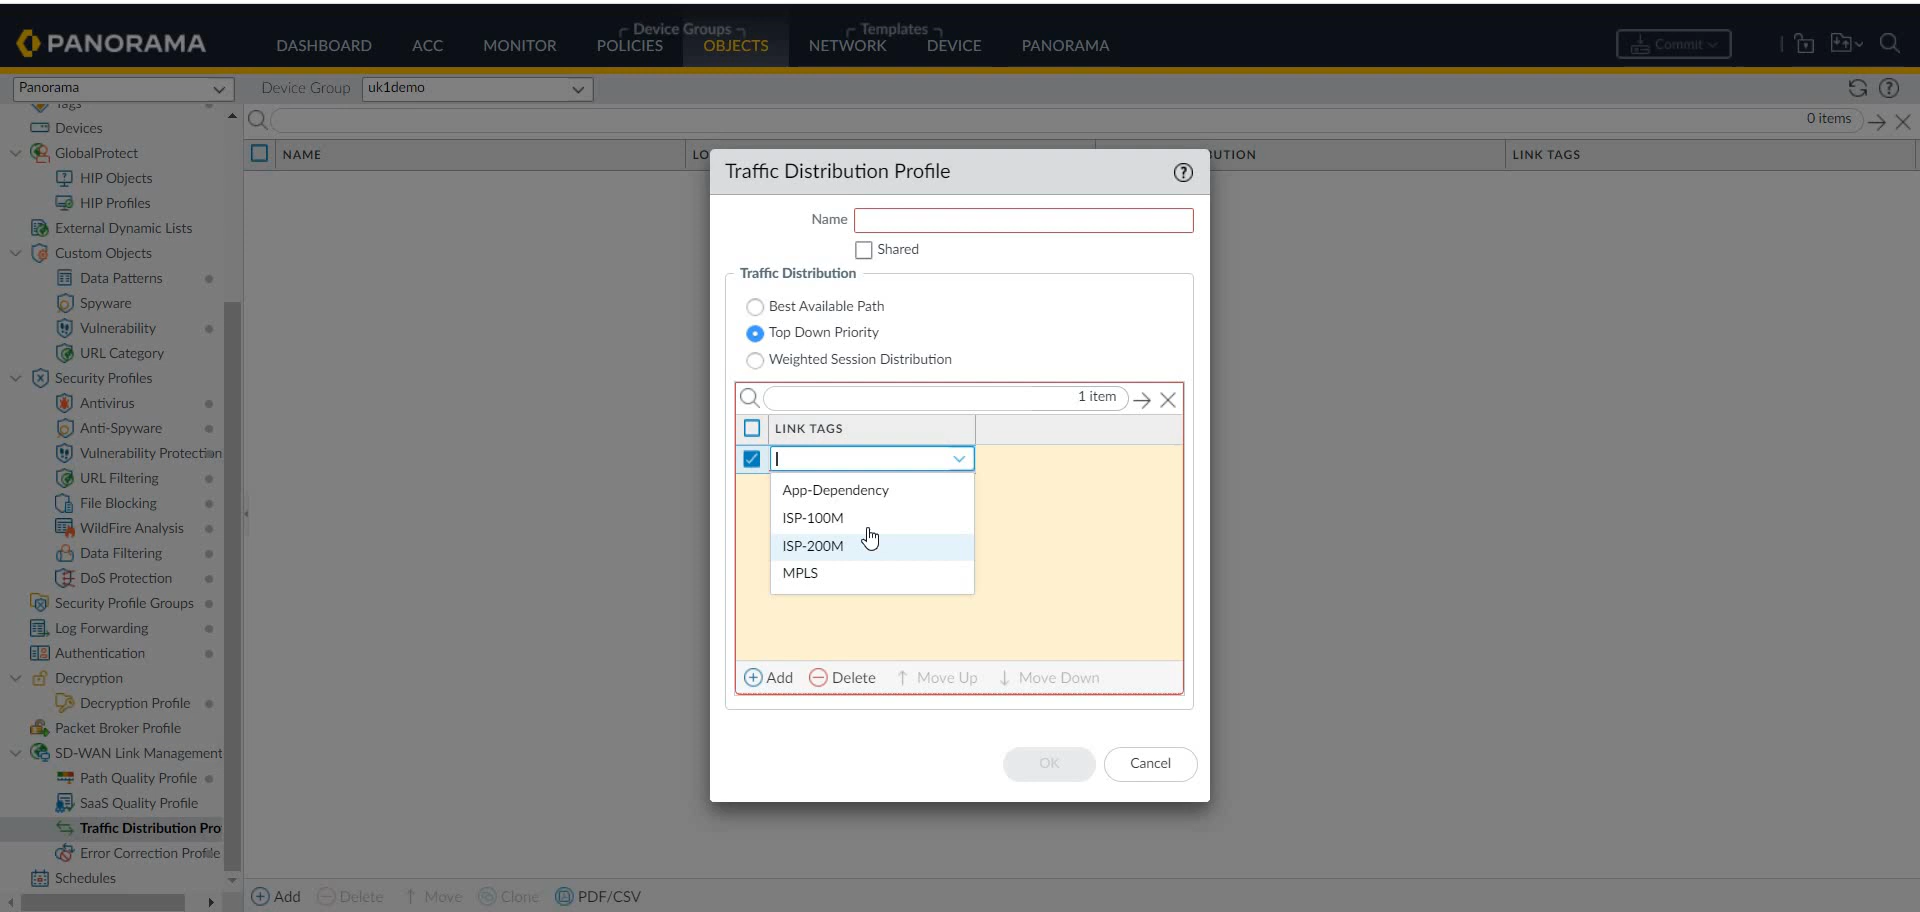 Device Groups
Templates
PANORAMA
DASHBOARD
ACC
MONITOR
POLICIES
OBJECTS
NETWORK
DEVICE
PANORAMA
Commit
Panorama
Device Group
uk1demo
Tags
Devices
GlobalProtect
HIP Objects
HIP Profiles
External Dynamic Lists
Custom Objects
Data Patterns
Spyware
Vulnerability
URL Category
Security Profiles
Antivirus
Anti-Spyware
Vulnerability Protection
URL Filtering
File Blocking
WildFire Analysis
Data Filtering
DoS Protection
Security Profile Groups
Log Forwarding
Authentication
Decryption
Decryption Profile
Packet Broker Profile
SD-WAN Link Management
Path Quality Profile
SaaS Quality Profile
Traffic Distribution Pro
Error Correction Profile
Schedules
0 items
NAME
LO
UTION
LINK TAGS
Traffic Distribution Profile
Name
Shared
Traffic Distribution
Best Available Path
Top Down Priority
Weighted Session Distribution
1 item
LINK TAGS
App-Dependency
ISP-100M
ISP-200M
MPLS
Add
Delete
Move Up
Move Down
OK
Cancel
Add
Delete
Move
Clone
PDF/CSV